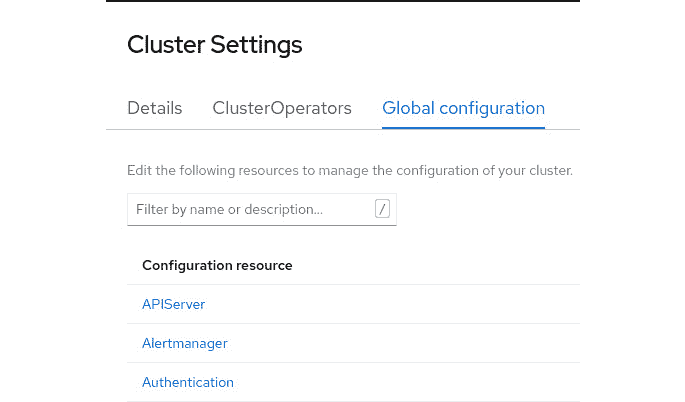 Cluster Settings
Details ClusterOperators Global configuration
Edit the following resources to manage the configuration of your cluster.
Filter by name or description... /
Configuration resource
APIServer
Alertmanager
Authentication